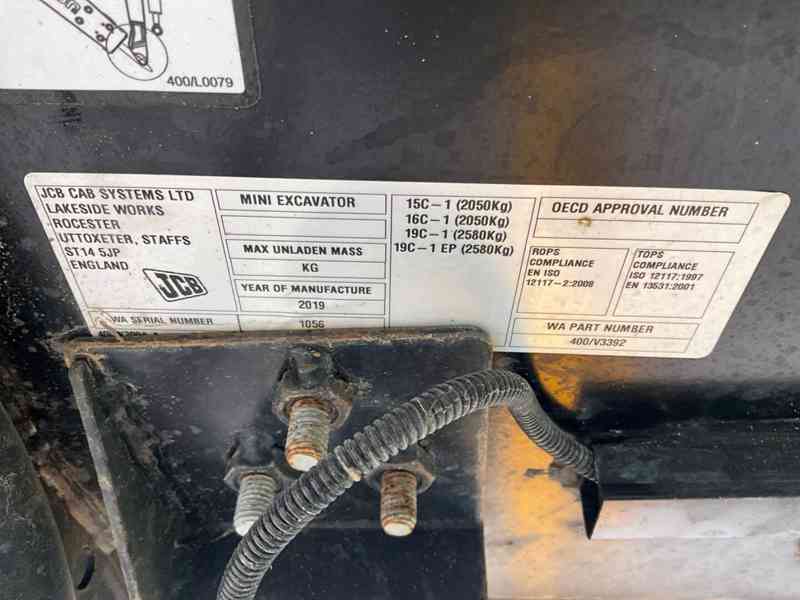 400/L0079
JCB CAB SYSTEMS LTD
LAKESIDE WORKS
ROCESTER
UTTOXETER, STAFFS
ST14 5JP
ENGLAND
JCB
WA SERIAL NUMBER
MINI EXCAVATOR
MAX UNLADEN MASS
KG
YEAR OF MANUFACTURE
2019
1056
15C-1 (2050Kg)
16C-1 (2050Kg)
19C-1 (2580Kg)
19C-1 EP (2580Kg)
OECD APPROVAL NUMBER
ROPS
COMPLIANCE
EN ISO
12117-2:2008
TOPS
COMPLIANCE
ISO 12117:1997
EN 13531:2001
WA PART NUMBER
400/V3392